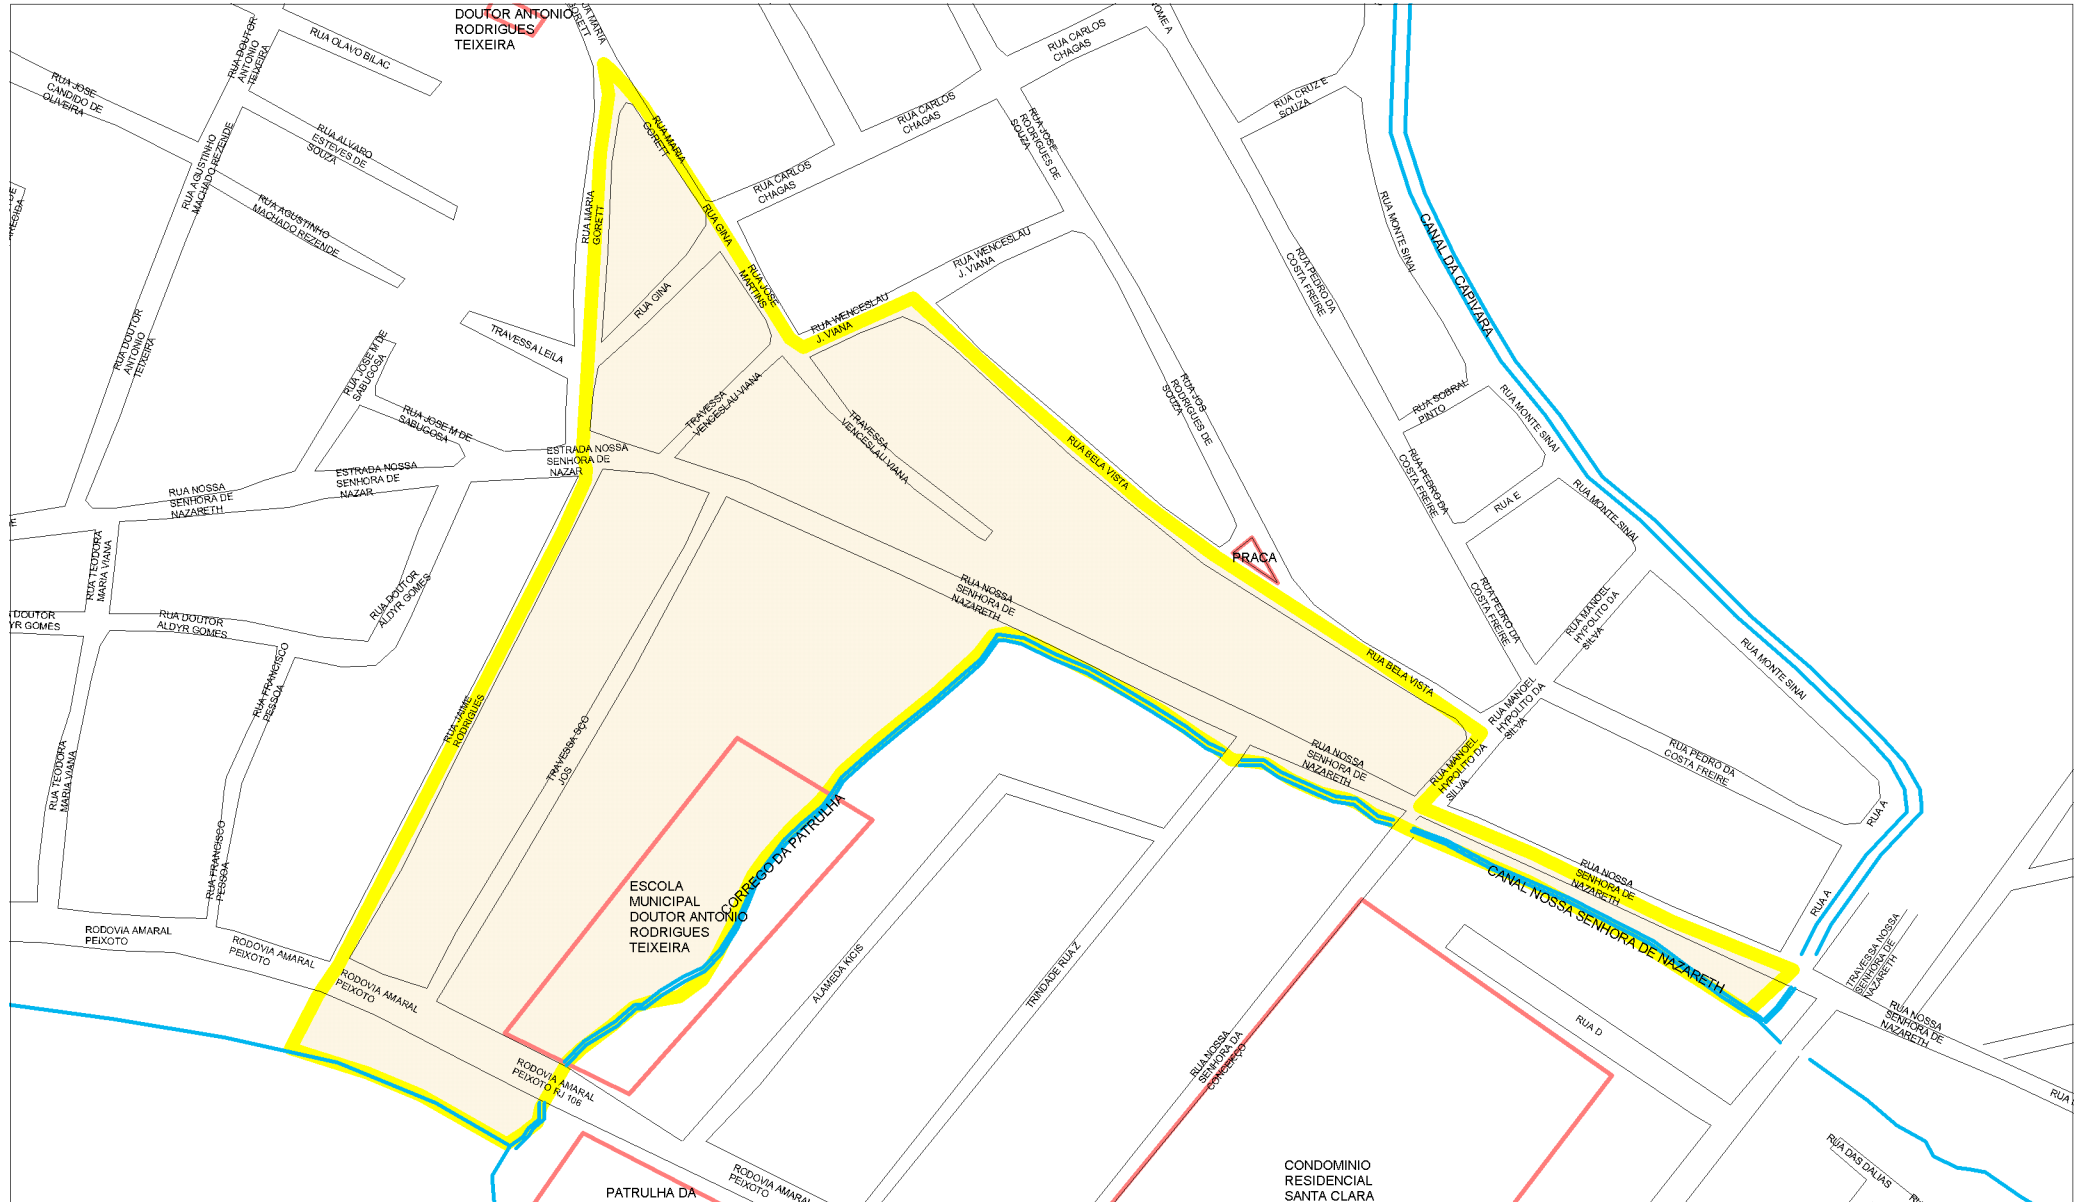 DOUTOR ANTONIO
RODRIGUES
TEIXEIRA
RUA OLAVO BILAC
RUA DOUTOR
ANTONIO
TEIXEIRA
RUA JOSE
CANDIDO DE
OLIVEIRA
RUA ALVARO
ESTEVES DE
SOUZA
RUA AGUSTINHO
MACHADO REZENDE
RUA AGUSTINHO
MACHADO REZENDE
RUA MARIA
GORETT
RUA MARIA
GORETT
RUA CARLOS
CHAGAS
RUA CARLOS
CHAGAS
RUA CARLOS
CHAGAS
RUA JOSE
RODRIGUES DE
SOUZA
RUA CRUZ E
SOUZA
RUA MONTE SINAI
CANAL DA CAPIVARA
RUA GINA
RUA JOSE
MARTINS
RUA GINA
RUA WENCESLAU
J. VIANA
RUA WENCESLAU
J. VIANA
RUA PEDRO DA
COSTA FREIRE
RUA DOUTOR
ANTONIO
TEIXEIRA
TRAVESSA LEILA
RUA JOSE M DE
SABUGOSA
RUA JOSE M DE
SABUGOSA
TRAVESSA
VENCESLAU VIANA
TRAVESSA
VENCESLAU VIANA
RUA JOS
RODRIGUES DE
SOUZA
RUA SOBRAL
PINTO
RUA MONTE SINAI
RUA BELA VISTA
ESTRADA NOSSA
SENHORA DE
NAZAR
ESTRADA NOSSA
SENHORA DE
NAZAR
RUA NOSSA
SENHORA DE
NAZARETH
RUA PEDRO DA
COSTA FREIRE
RUA E
RUA MONTE SINAI
PRACA
RUA TEODORA
MARIA VIANA
RUA DOUTOR
ALDYR GOMES
RUA DOUTOR
ALDYR GOMES
DOUTOR
YR GOMES
RUA NOSSA
SENHORA DE
NAZARETH
RUA PEDRO DA
COSTA FREIRE
RUA MANOEL
HYPOLITO DA
SILVA
RUA BELA VISTA
RUA MONTE SINAI
RUA FRANCISCO
PESSOA
RUA JAIME
RODRIGUES
TRAVESSA SÇO
JOS
RUA MANOEL
HYPOLITO DA
SILVA
RUA MANOEL
HYPOLITO DA
SILVA
RUA NOSSA
SENHORA DE
NAZARETH
RUA PEDRO DA
COSTA FREIRE
RUA A
RUA TEODORA
MARIA VIANA
RUA FRANCISCO
PESSOA
CORREGO DA PATRULHA
ESCOLA
MUNICIPAL
DOUTOR ANTONIO
RODRIGUES
TEIXEIRA
RUA NOSSA
SENHORA DE
NAZARETH
CANAL NOSSA SENHORA DE NAZARETH
RUA A
TRAVESSA NOSSA
SENHORA DE
NAZARETH
RODOVIA AMARAL
PEIXOTO
RODOVIA AMARAL
PEIXOTO
RODOVIA AMARAL
PEIXOTO
ALAMEDA KICIS
TRINDADE RUA Z
RUA NOSSA
SENHORA DA
CONCEIÇÇO
RUA D
RUA NOSSA
SENHORA DE
NAZARETH
RODOVIA AMARAL
PEIXOTO RJ 106
RUA DAS DALIAS
RODOVIA AMARAL
PEIXOTO
PATRULHA DA
CONDOMINIO
RESIDENCIAL
SANTA CLARA